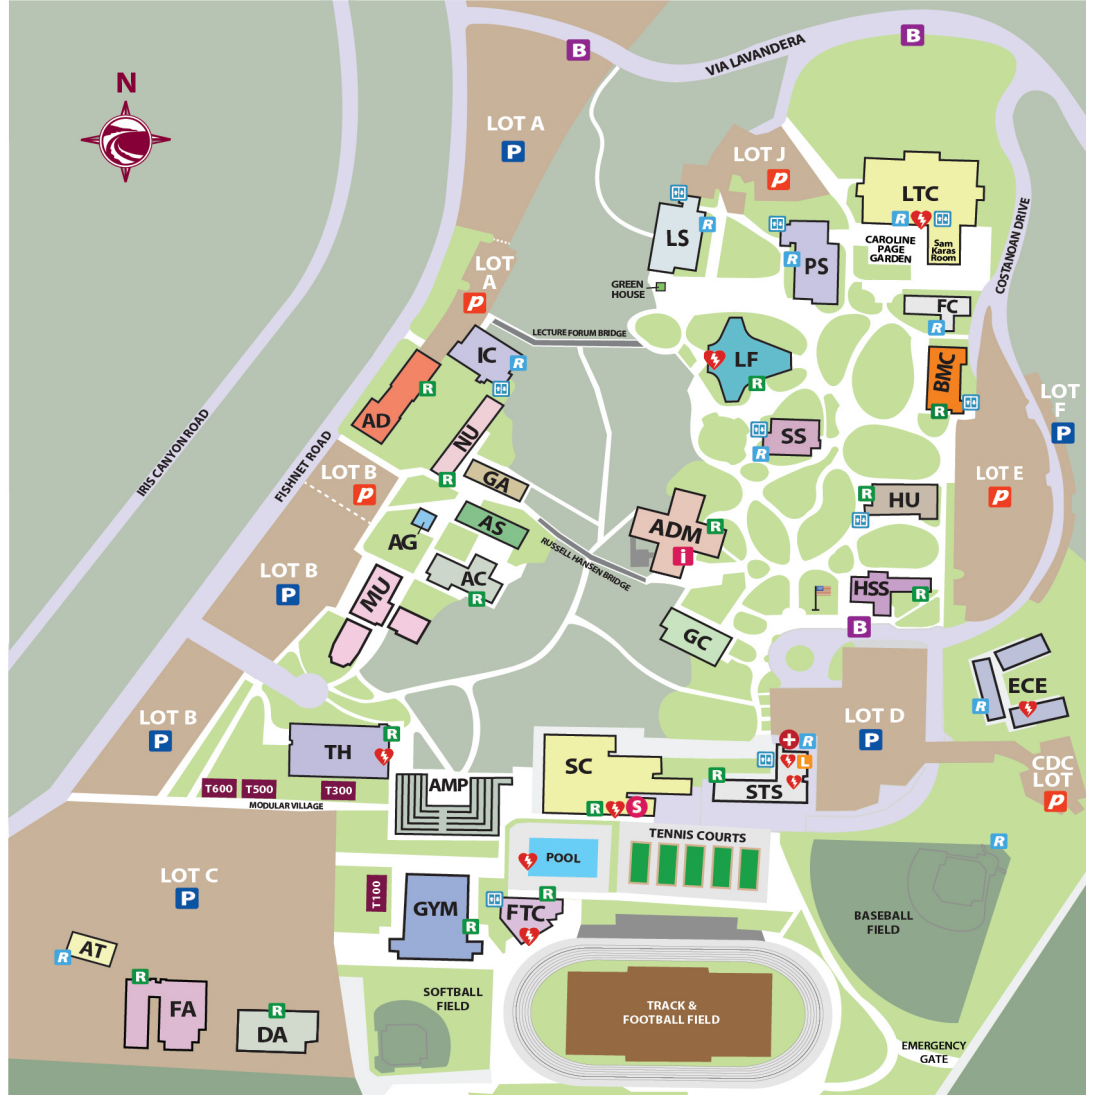 B
B
VIA LAVANDERA
N
LOT A
P
LOT J
P
LTC
R
Sam
Karas
Room
CAROLINE
PAGE
GARDEN
COSTANOAN DRIVE
LS
R
PS
R
GREEN
HOUSE
LOT
A
P
FC
R
LECTURE FORUM BRIDGE
IC
R
LF
R
BMC
R
LOT
F
P
AD
R
NU
R
SS
R
IRIS CANYON ROAD
FISHNET ROAD
LOT B
P
GA
LOT E
P
HU
R
AS
AG
ADM
R
i
RUSSELL HANSEN BRIDGE
LOT B
P
MU
AC
R
HSS
R
B
GC
ECE
R
LOT B
P
LOT D
P
TH
R
SC
R
S
R
L
STS
R
CDC
LOT
P
AMP
T600
T500
T300
MODULAR VILLAGE
TENNIS COURTS
POOL
R
LOT C
P
T100
GYM
R
FTC
R
BASEBALL
FIELD
AT
R
R
FA
R
DA
SOFTBALL
FIELD
TRACK &
FOOTBALL FIELD
EMERGENCY
GATE